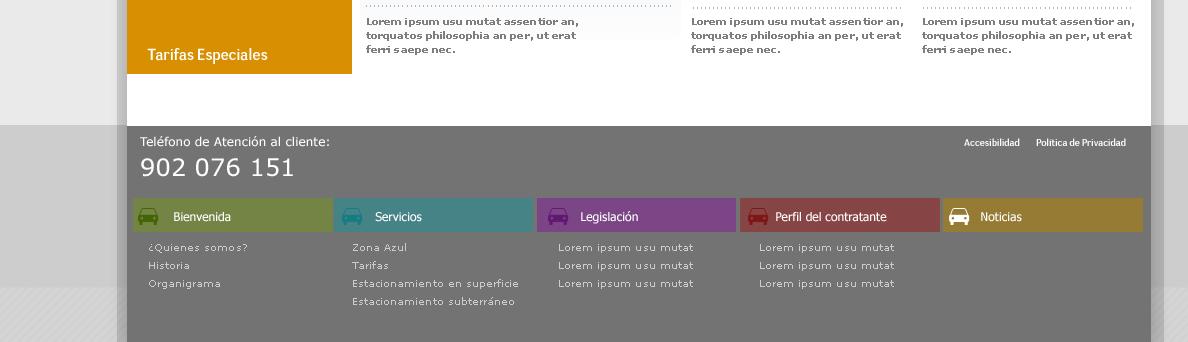 Lorem ipsum usu mutat assentior an,
torquatos philosophia an per, ut erat
ferri saepe nec.
Lorem ipsum usu mutat assentior an,
torquatos philosophia an per, ut erat
ferri saepe nec.
Lorem ipsum usu mutat assentior an,
torquatos philosophia an per, ut erat
ferri saepe nec.
Tarifas Especiales
Teléfono de Atención al cliente:
902 076 151
Accesibilidad
Política de Privacidad
Bienvenida
¿Quienes somos?
Historia
Organigrama
Servicios
Zona Azul
Tarifas
Estacionamiento en superficie
Estacionamiento subterráneo
Legislación
Lorem ipsum usu mutat
Lorem ipsum usu mutat
Lorem ipsum usu mutat
Perfil del contratante
Lorem ipsum usu mutat
Lorem ipsum usu mutat
Lorem ipsum usu mutat
Noticias